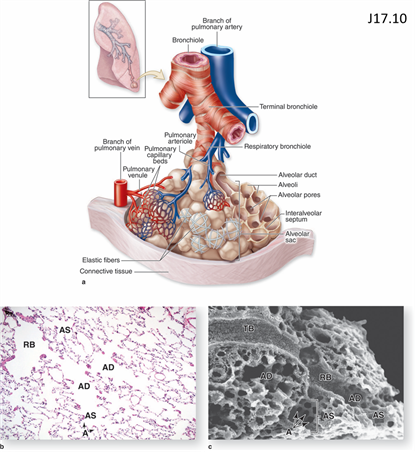 J17.10
Branch of
pulmonary artery
Bronchiole
Terminal bronchiole
Pulmonary
arteriole
Respiratory bronchiole
Branch of
pulmonary vein
Pulmonary
capillary
beds
Pulmonary
venule
Alveolar duct
Alveoli
Alveolar pores
Interalveolar
septum
Alveolar
sac
Elastic fibers
Connective tissue
a
AS
RB
AD
AD
AS
A
b
TB
AD
RB
AD
A
AS
AS
c